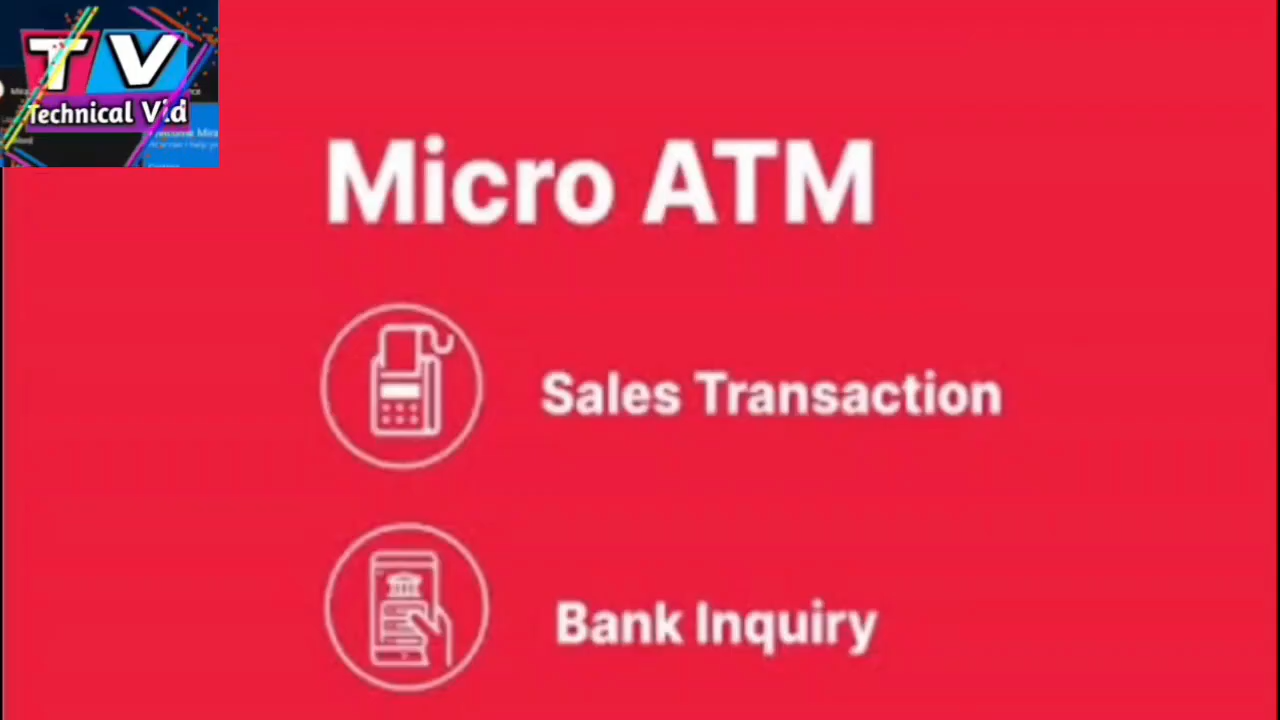 TV
Technical Vid
Micro ATM
Sales Transaction
Bank Inquiry